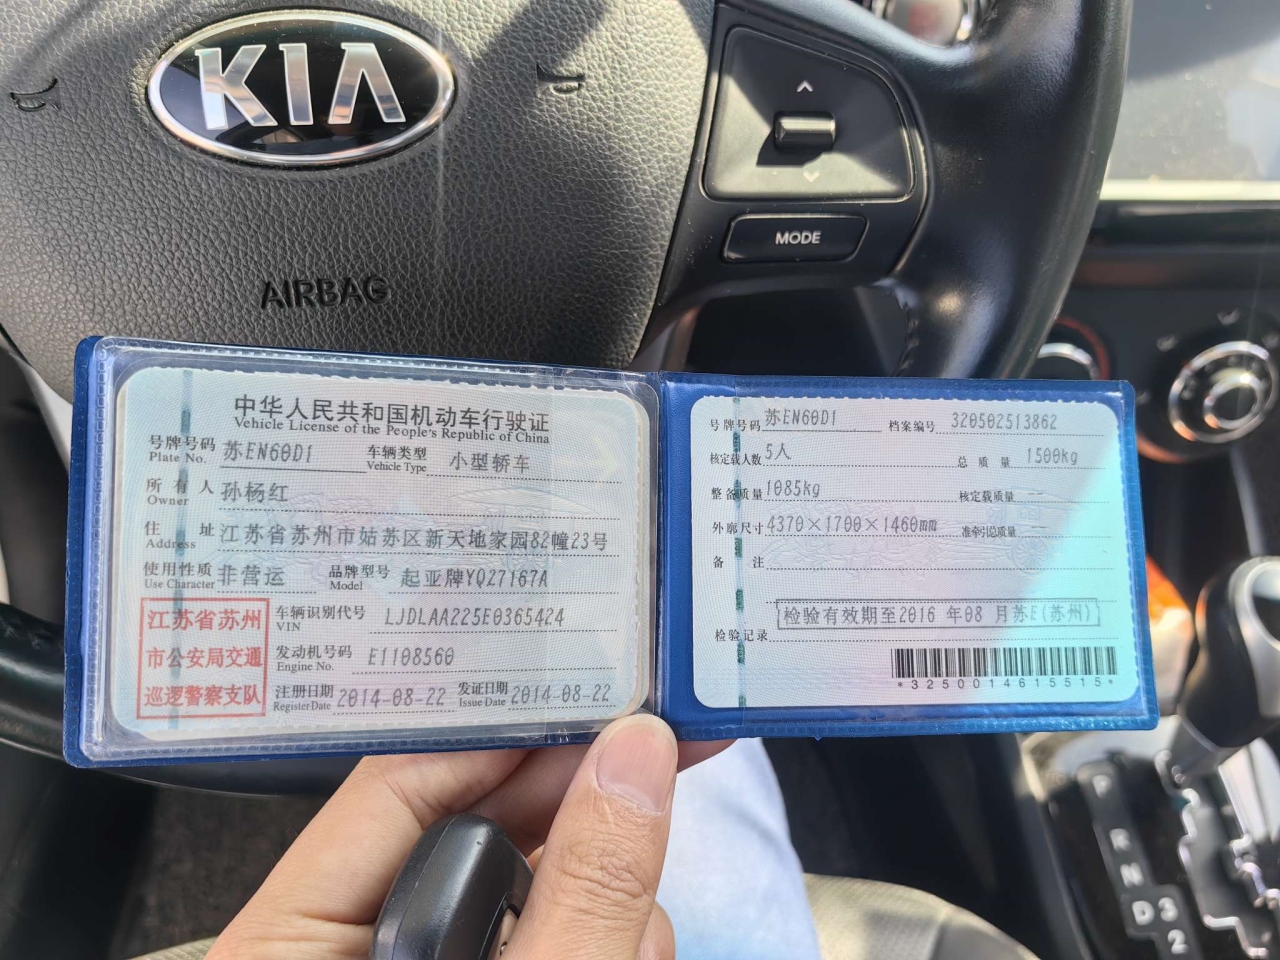 KIA
AIRBAG
MODE
中华人民共和国机动车行驶证
Vehicle License of the People's Republic of China
号牌号码 苏EN60D1 车辆类型 小型轿车
Plate No. Vehicle Type
所有人 孙杨红
Owner
住址 江苏省苏州市姑苏区新天地家园82幢23号
Address
使用性质 非营运 品牌型号 起亚牌YQZ7167A
Use Character Model
江苏省苏州
市公安局交通
巡逻警察支队
车辆识别代号 LJDLAA225E0365424
VIN
发动机号码 E1108560
Engine No.
注册日期 2014-08-22 发证日期 2014-08-22
Register Date Issue Date
号牌号码 苏EN60D1 档案编号 320502513862
核定载人数 5人 总质量 1500kg
整备质量 1085kg 核定载质量 --
外廓尺寸 4370×1700×1460mm 准牵引总质量 --
备注
检验有效期至2016年08月苏E(苏州)
检验记录
*3250014615515*
P
R
N
D 3
2